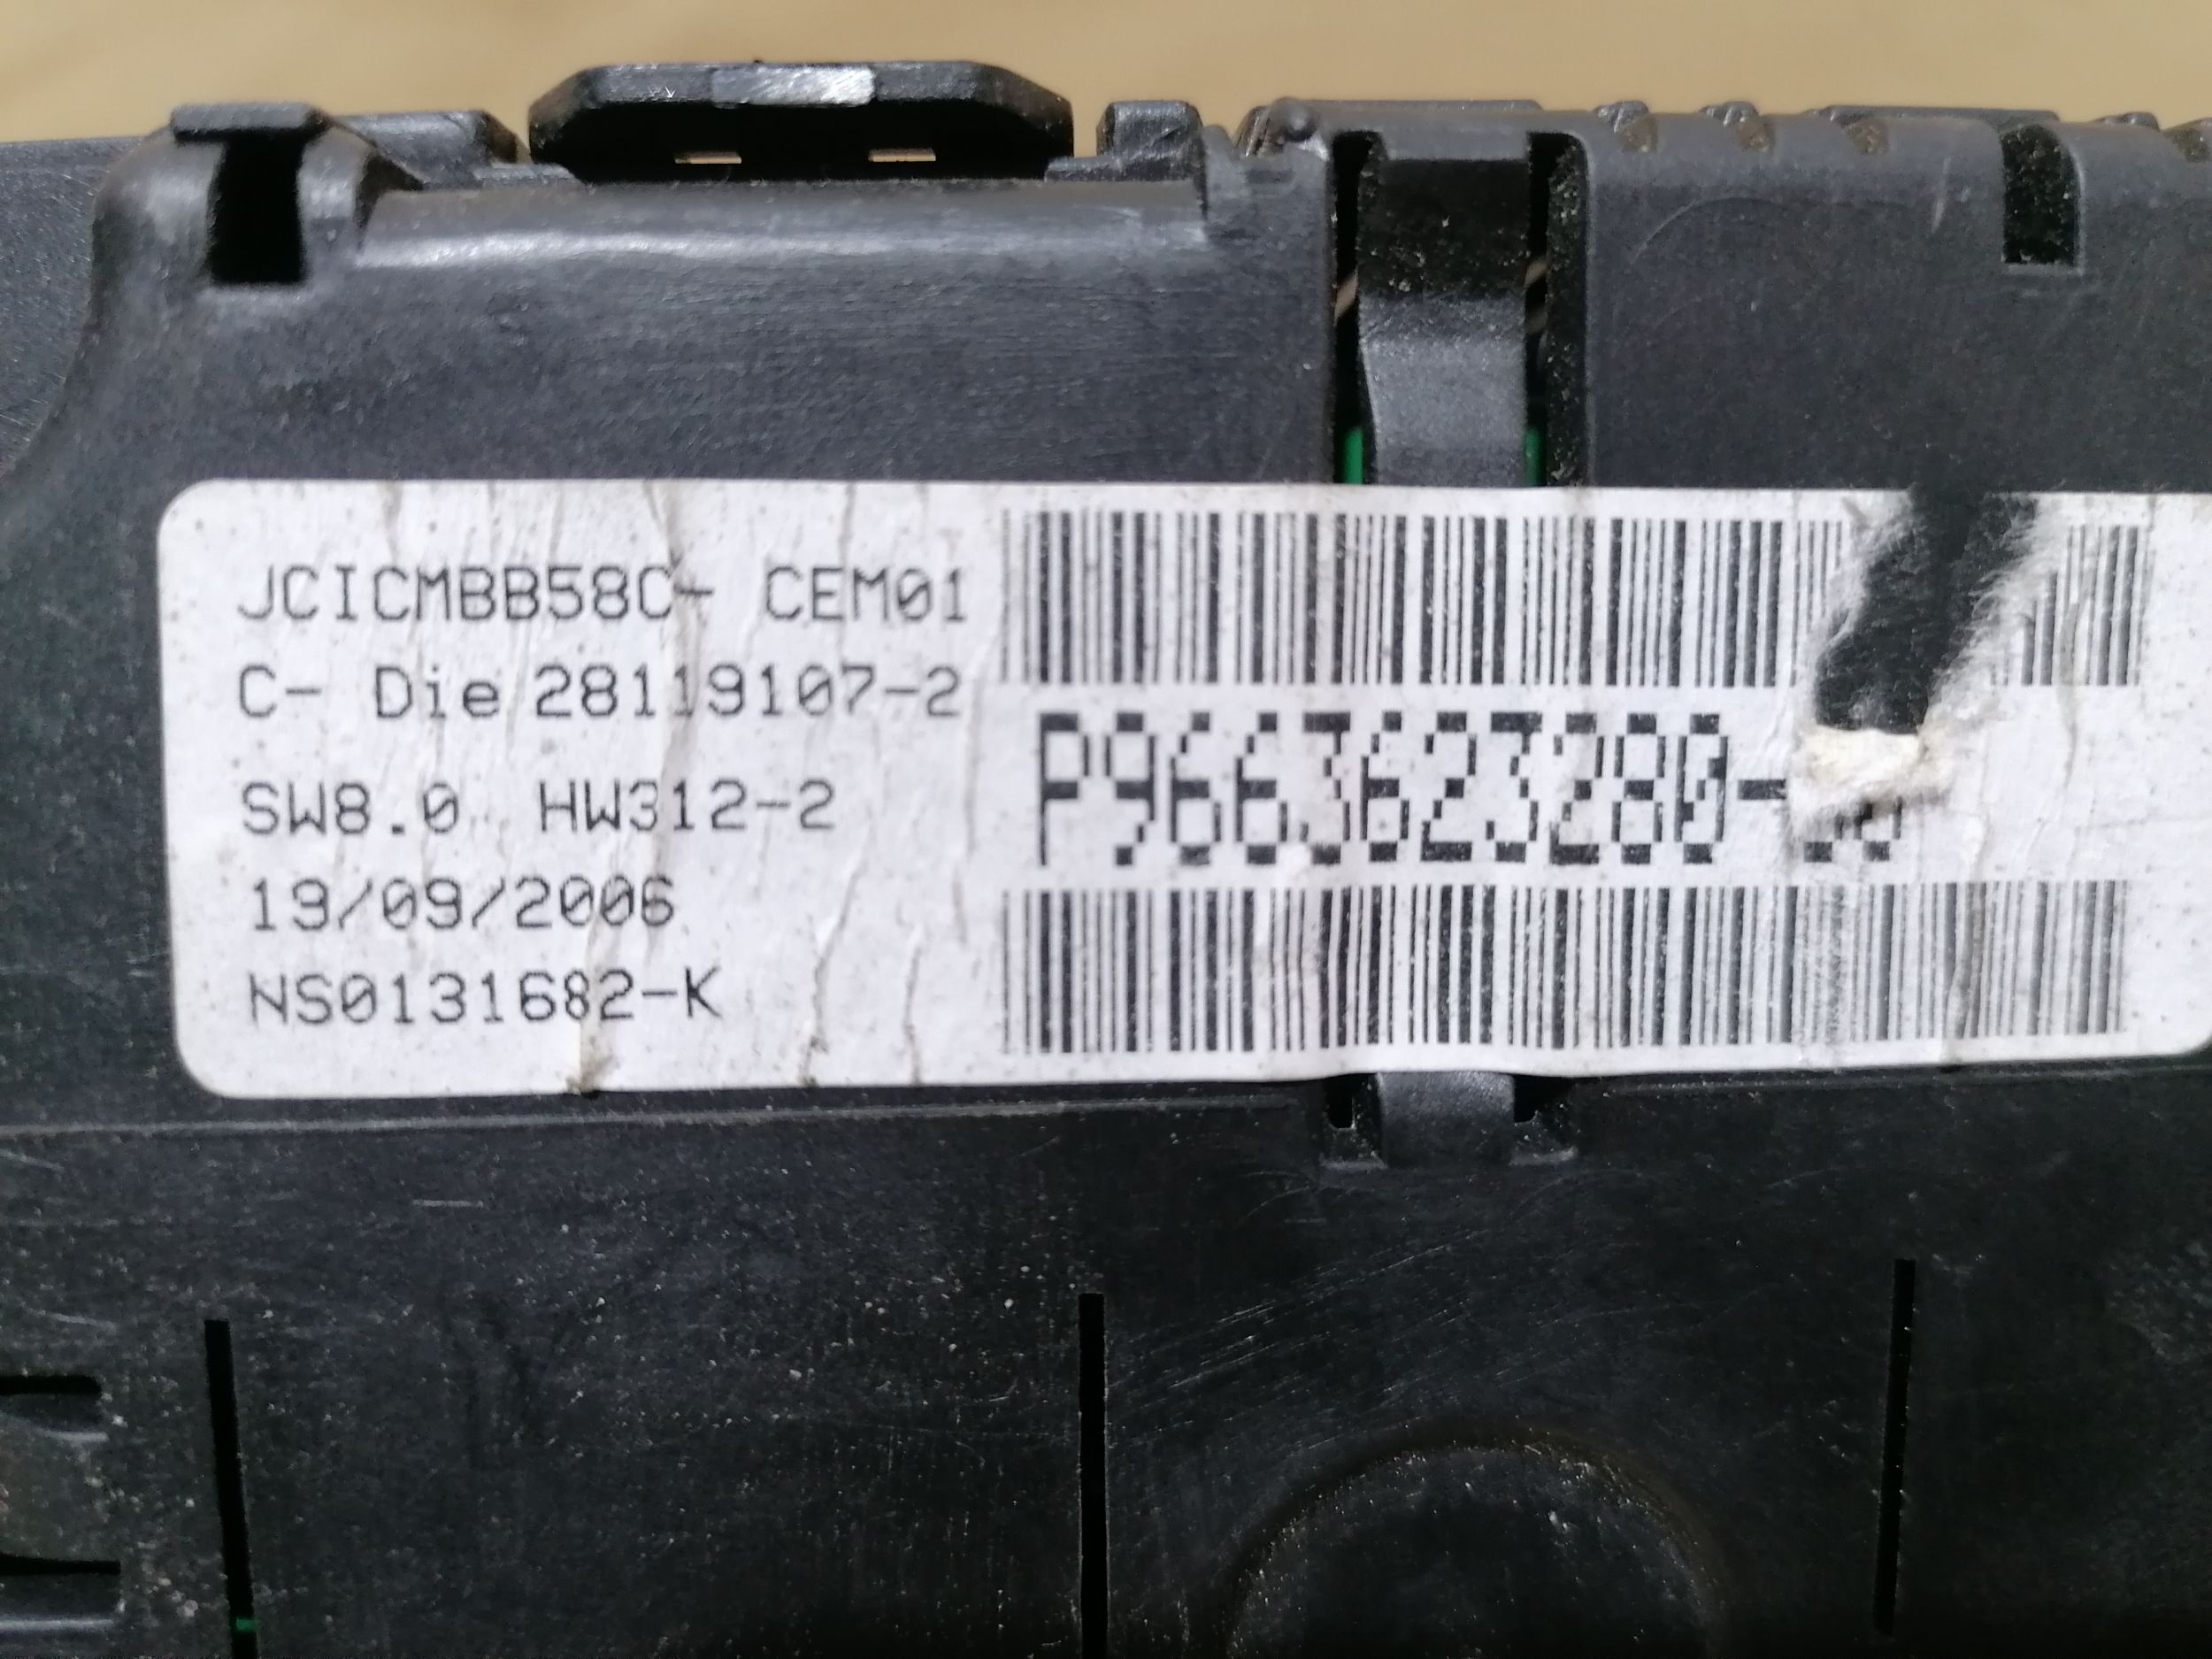 JCICMBB58C- CEM01
C- Die 28119107-2
SW8.0 HW312-2
19/09/2006
NS0131682-K
P9663623280-